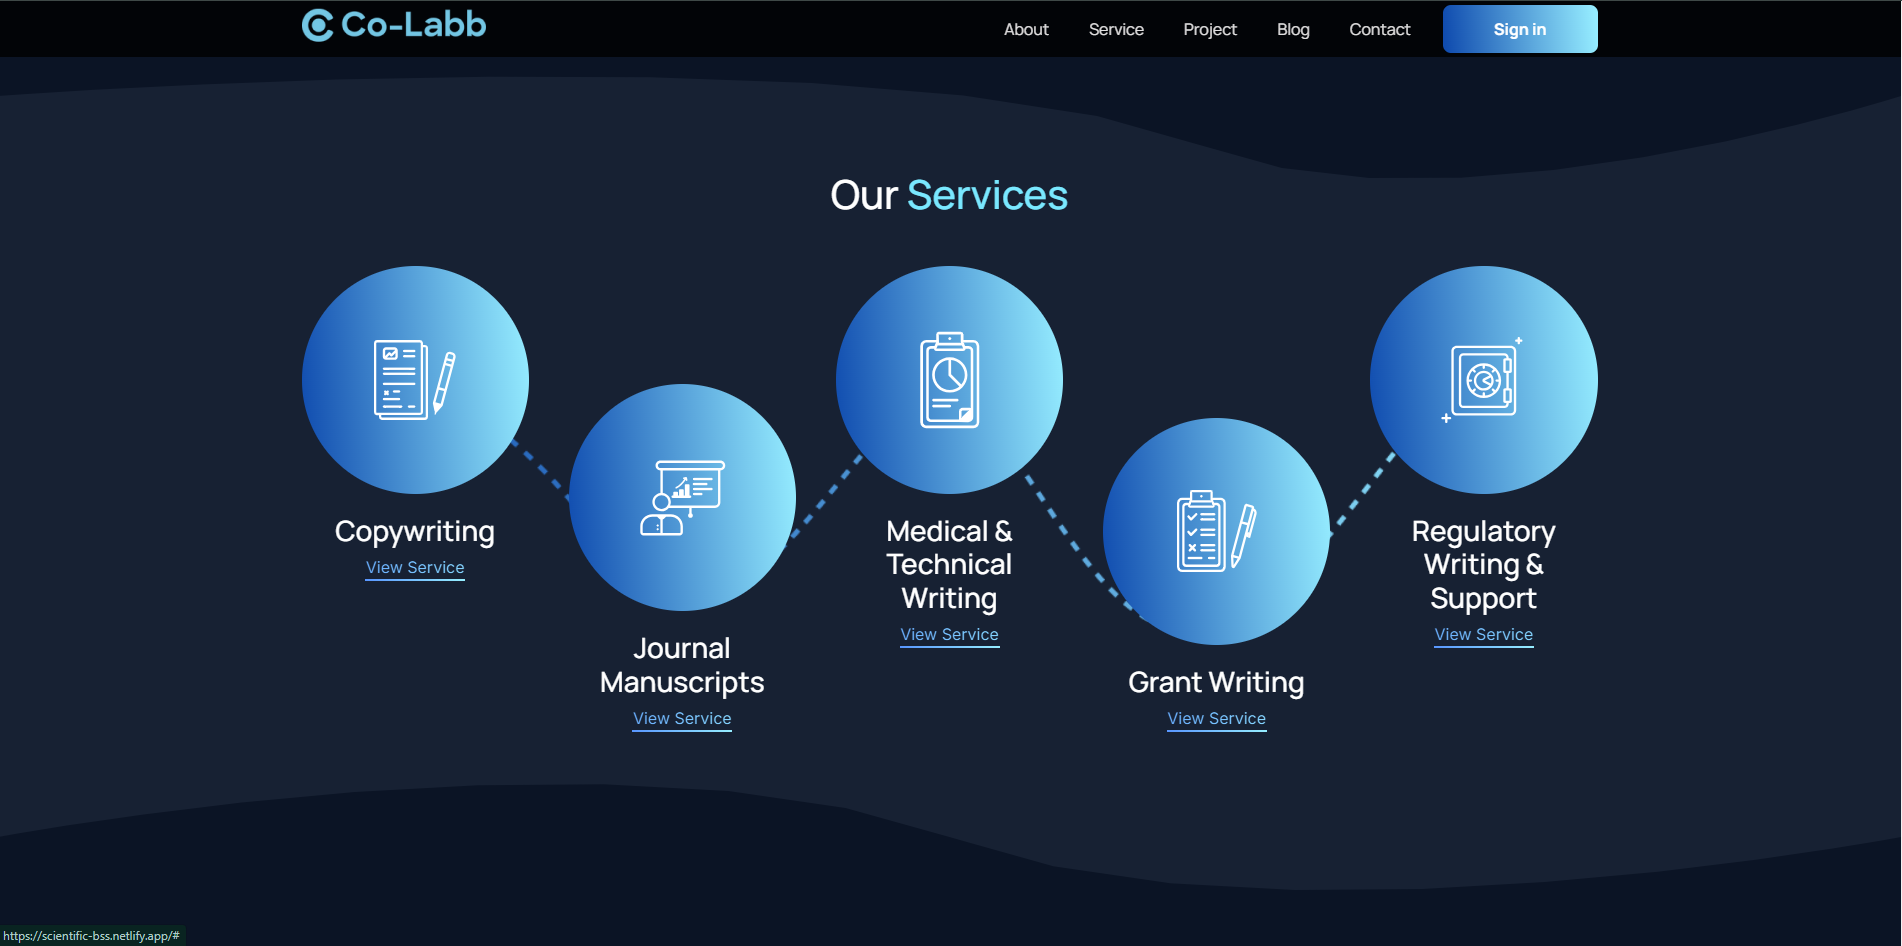 Co-Labb
About
Service
Project
Blog
Contact
Sign in
Our Services
Copywriting
View Service
Journal
Manuscripts
View Service
Medical &
Technical
Writing
View Service
Grant Writing
View Service
Regulatory
Writing &
Support
View Service
https://scientific-bss.netlify.app/#